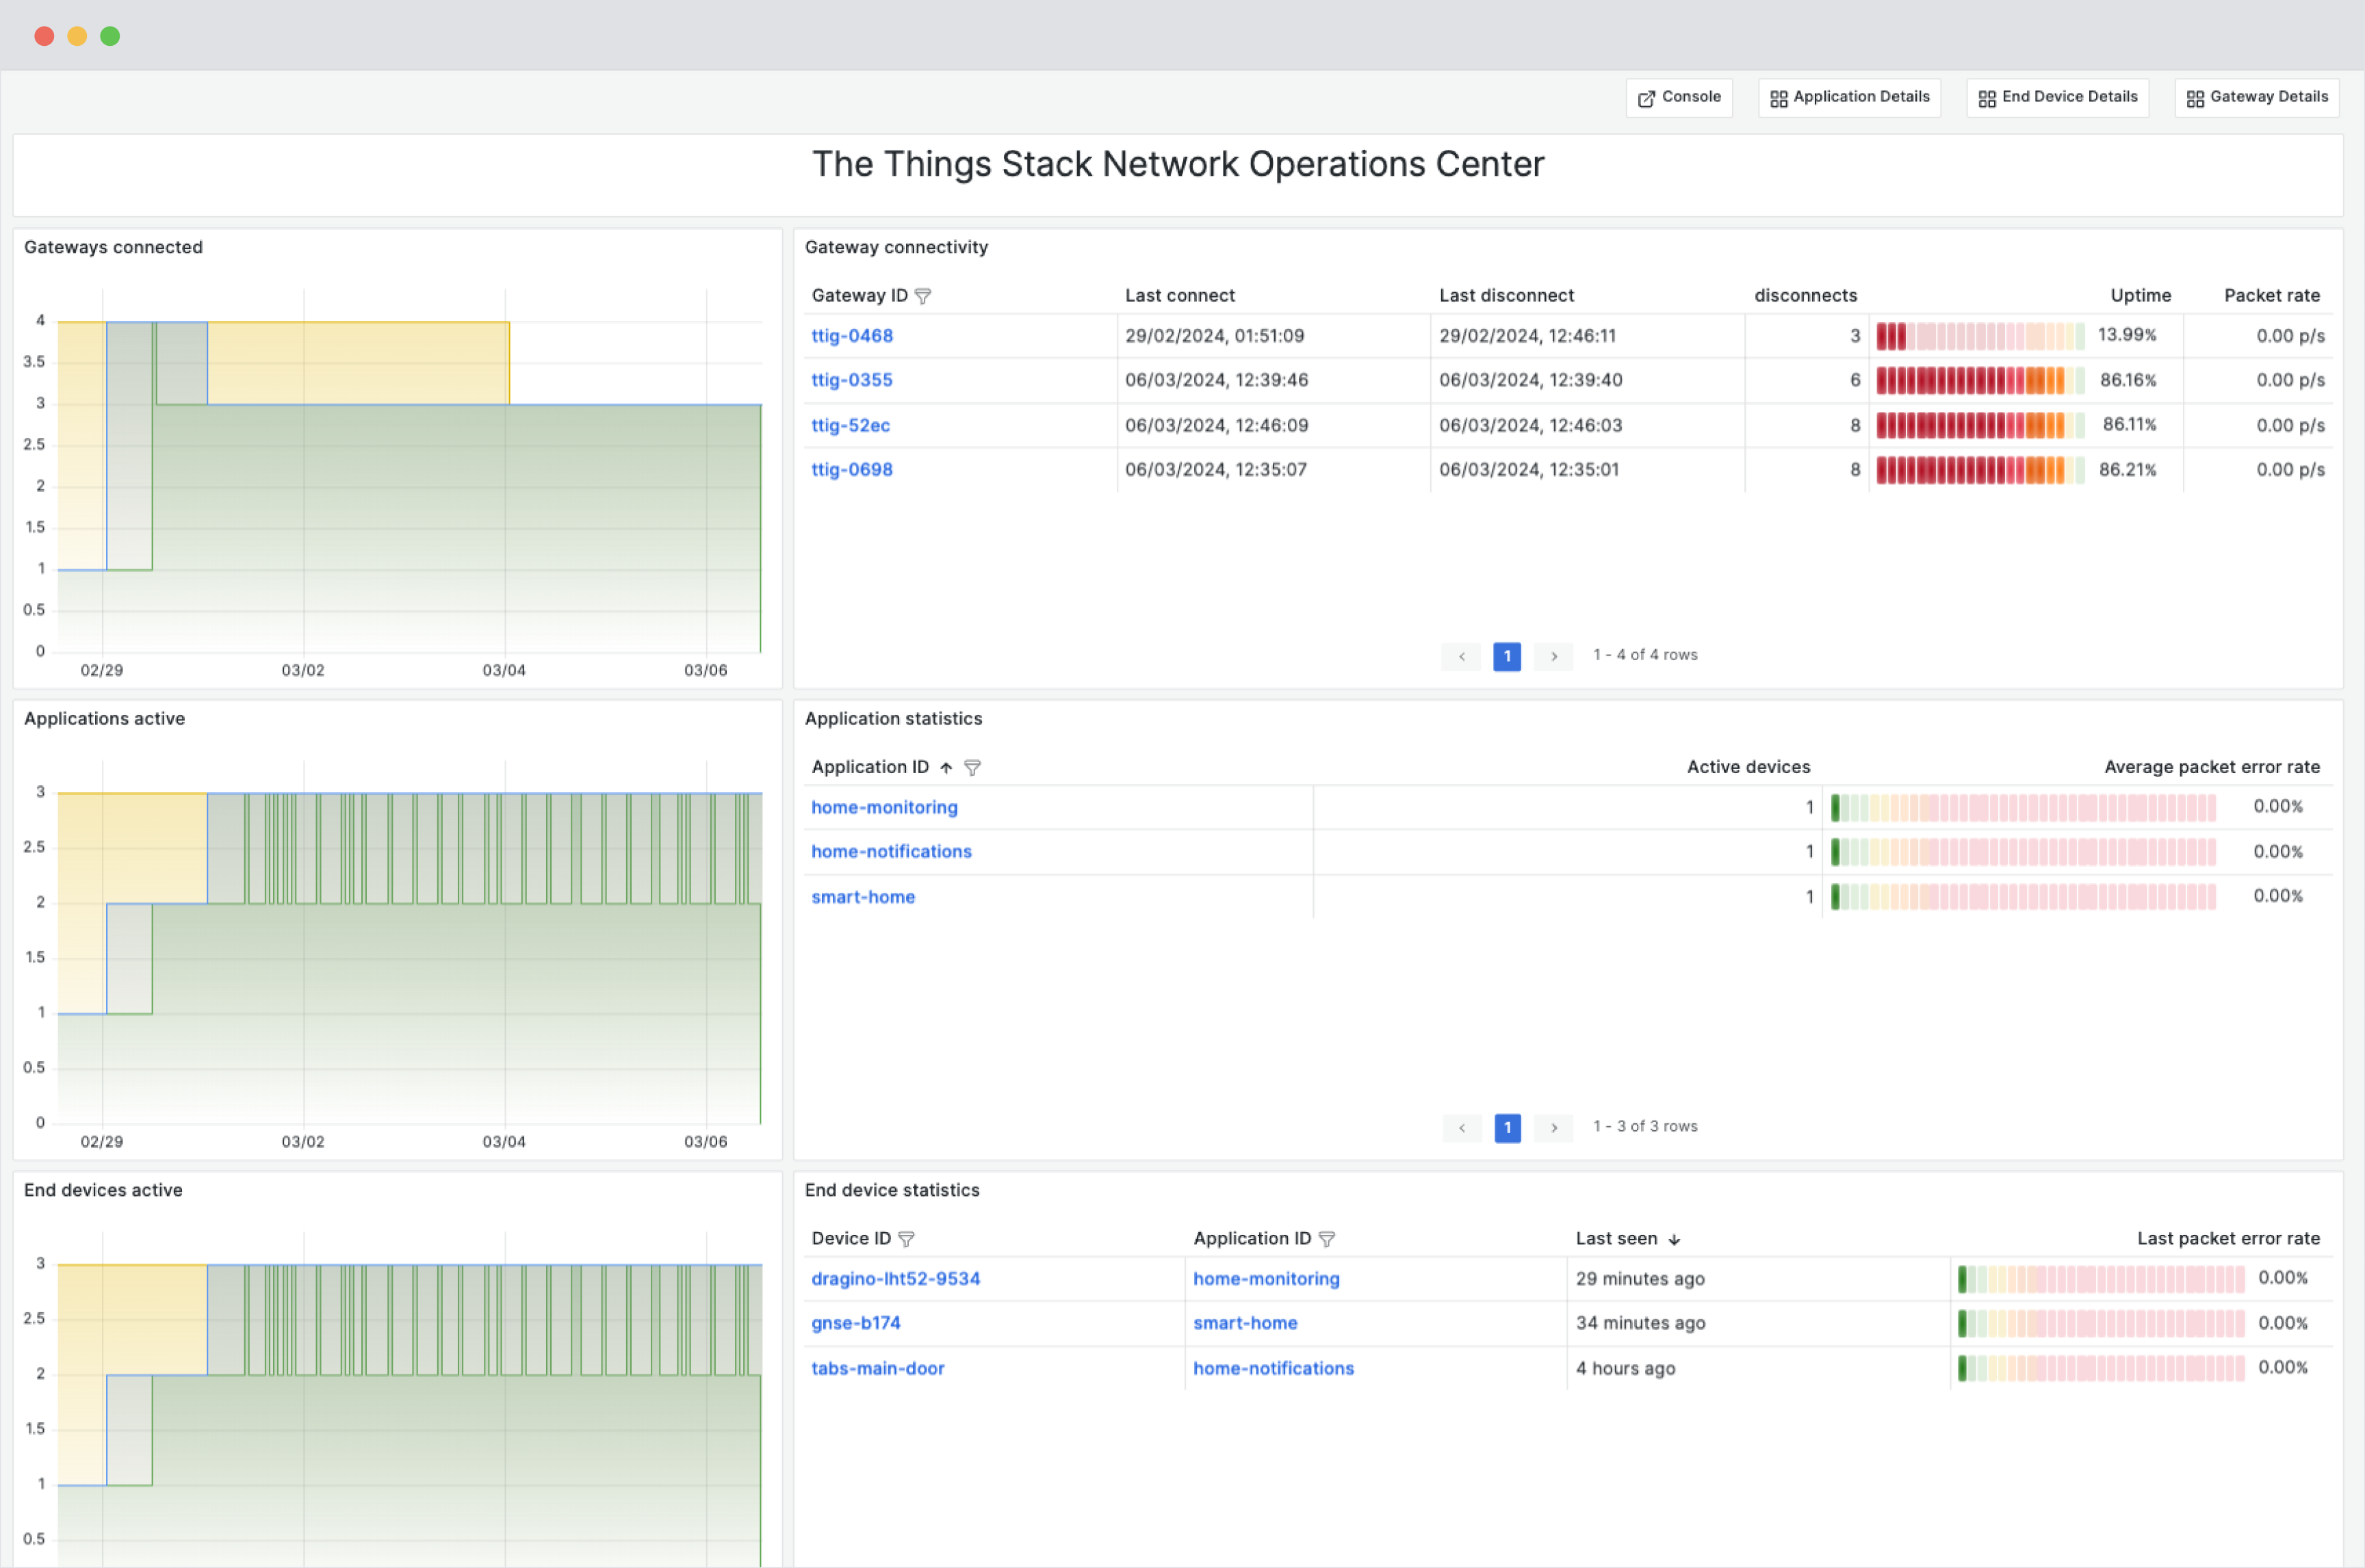 Console Application Details End Device Details Gateway Details
The Things Stack Network Operations Center
Gateways connected
4
3.5
3
2.5
2
1.5
1
0.5
0
02/29 03/02 03/04 03/06
Gateway connectivity
Gateway ID Last connect Last disconnect disconnects Uptime Packet rate
ttig-0468 29/02/2024, 01:51:09 29/02/2024, 12:46:11 3 13.99% 0.00 p/s
ttig-0355 06/03/2024, 12:39:46 06/03/2024, 12:39:40 6 86.16% 0.00 p/s
ttig-52ec 06/03/2024, 12:46:09 06/03/2024, 12:46:03 8 86.11% 0.00 p/s
ttig-0698 06/03/2024, 12:35:07 06/03/2024, 12:35:01 8 86.21% 0.00 p/s
1 1 - 4 of 4 rows
Applications active
3
2.5
2
1.5
1
0.5
0
02/29 03/02 03/04 03/06
Application statistics
Application ID Active devices Average packet error rate
home-monitoring 1 0.00%
home-notifications 1 0.00%
smart-home 1 0.00%
1 1 - 3 of 3 rows
End devices active
3
2.5
2
1.5
1
0.5
End device statistics
Device ID Application ID Last seen Last packet error rate
dragino-lht52-9534 home-monitoring 29 minutes ago 0.00%
gnse-b174 smart-home 34 minutes ago 0.00%
tabs-main-door home-notifications 4 hours ago 0.00%